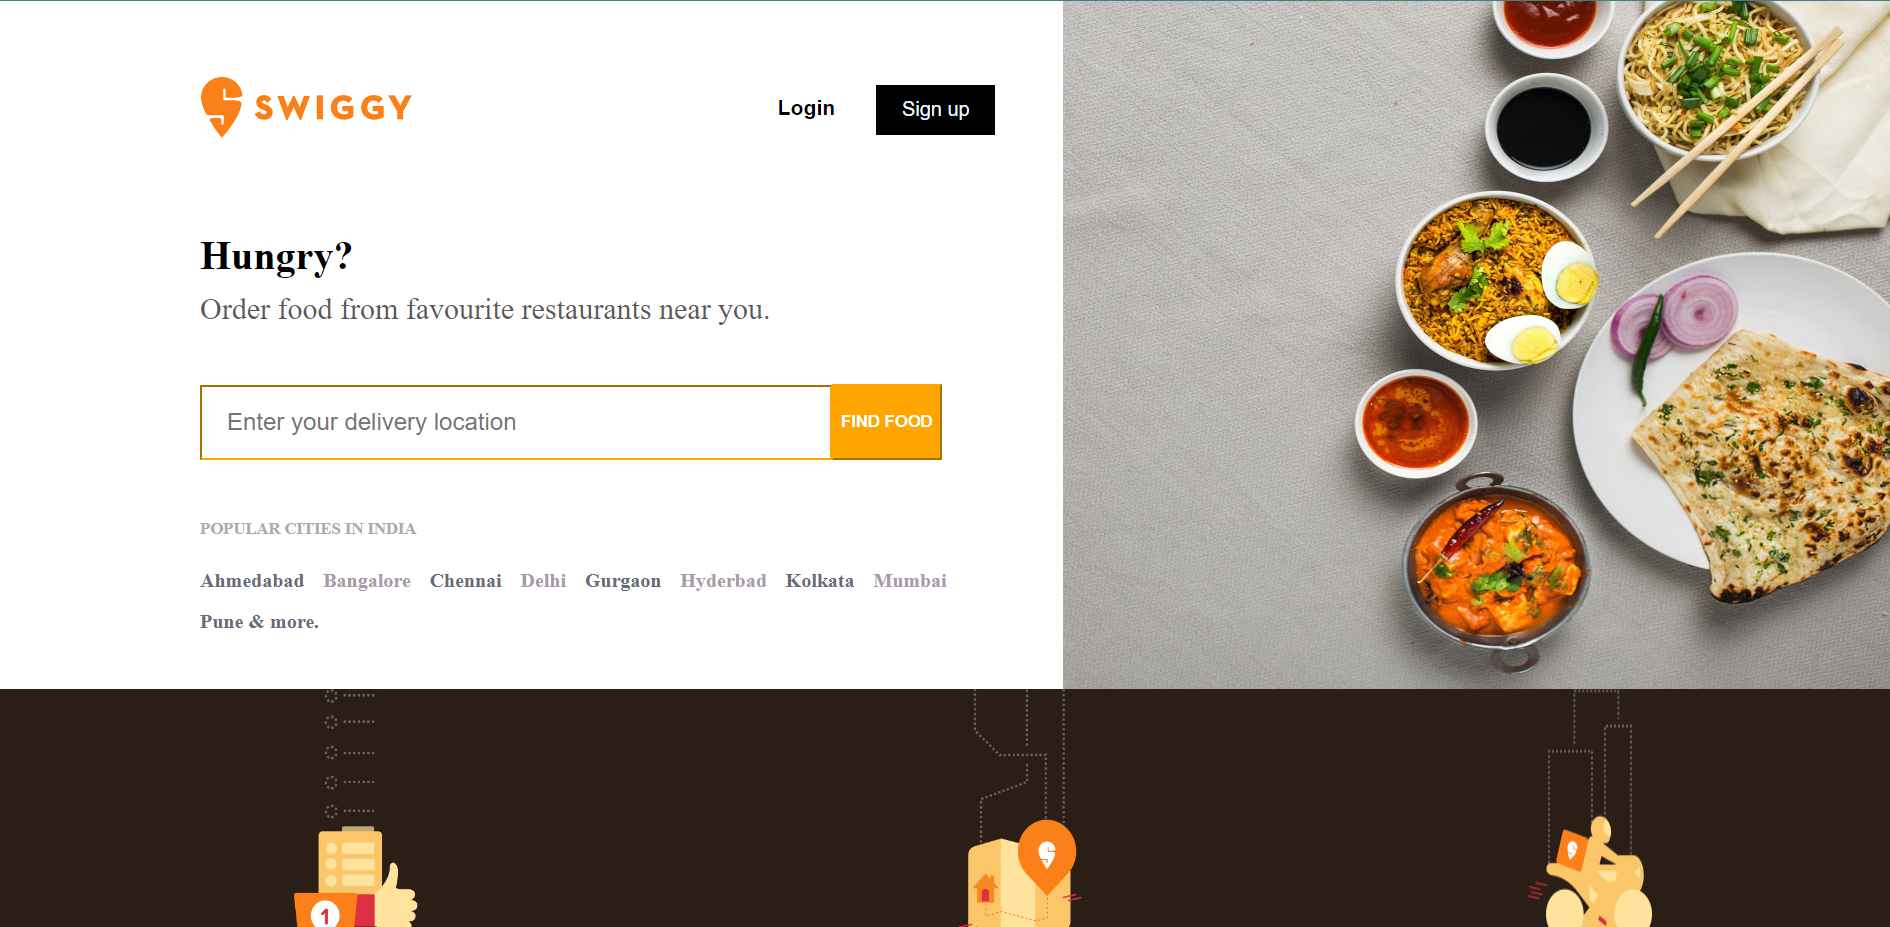 SWIGGY
Login
Sign up
Hungry?
Order food from favourite restaurants near you.
Enter your delivery location
FIND FOOD
POPULAR CITIES IN INDIA
Ahmedabad Bangalore Chennai Delhi Gurgaon Hyderbad Kolkata Mumbai
Pune & more.
1